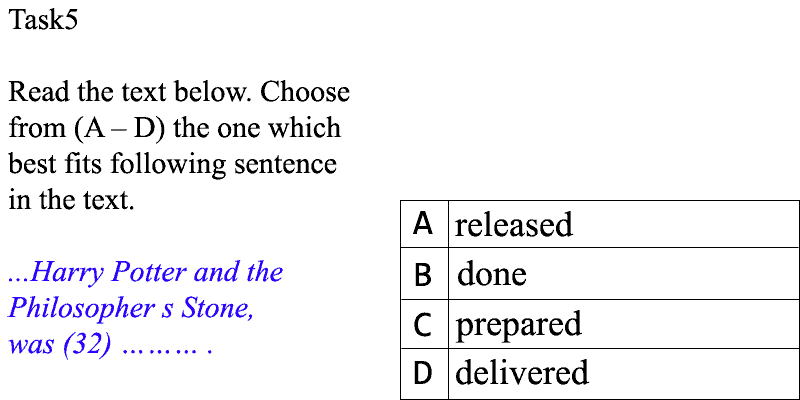 Task5
Read the text below. Choose
from (A – D) the one which
best fits following sentence
in the text.
...Harry Potter and the
Philosopher s Stone,
was (32) ……… .
A released
B done
C prepared
D delivered